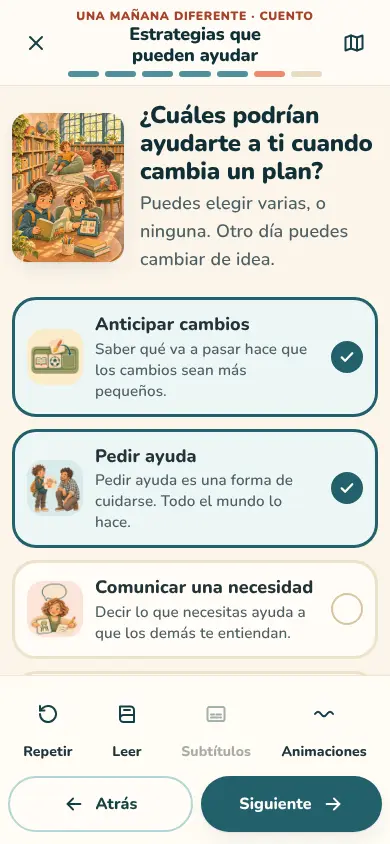 UNA MAÑANA DIFERENTE · CUENTO
Estrategias que
pueden ayudar
¿Cuáles podrían
ayudarte a ti cuando
cambia un plan?
Puedes elegir varias, o
ninguna. Otro día puedes
cambiar de idea.
Anticipar cambios
Saber qué va a pasar hace que
los cambios sean más
pequeños.
Pedir ayuda
Pedir ayuda es una forma de
cuidarse. Todo el mundo lo
hace.
Comunicar una necesidad
Decir lo que necesitas ayuda a
que los demás te entiendan.
Repetir
Leer
Subtítulos
Animaciones
Atrás
Siguiente